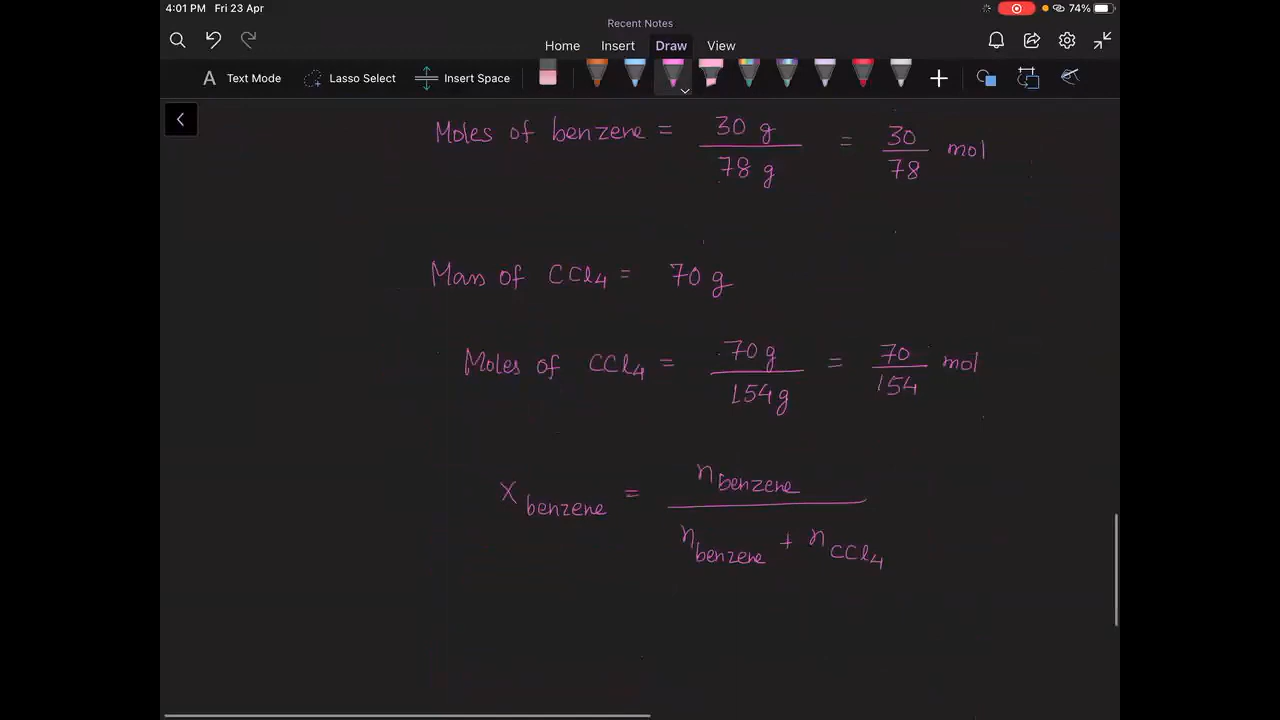 4:01 PM Fri 23 Apr
74%
Recent Notes
Home Insert Draw View
A Text Mode Lasso Select Insert Space
Moles of benzene = 30 g / 78 g = 30 / 78 mol
Mass of CCl4 = 70 g
Moles of CCl4 = 70 g / 154 g = 70 / 154 mol
x benzene = n benzene / n benzene + n CCl4